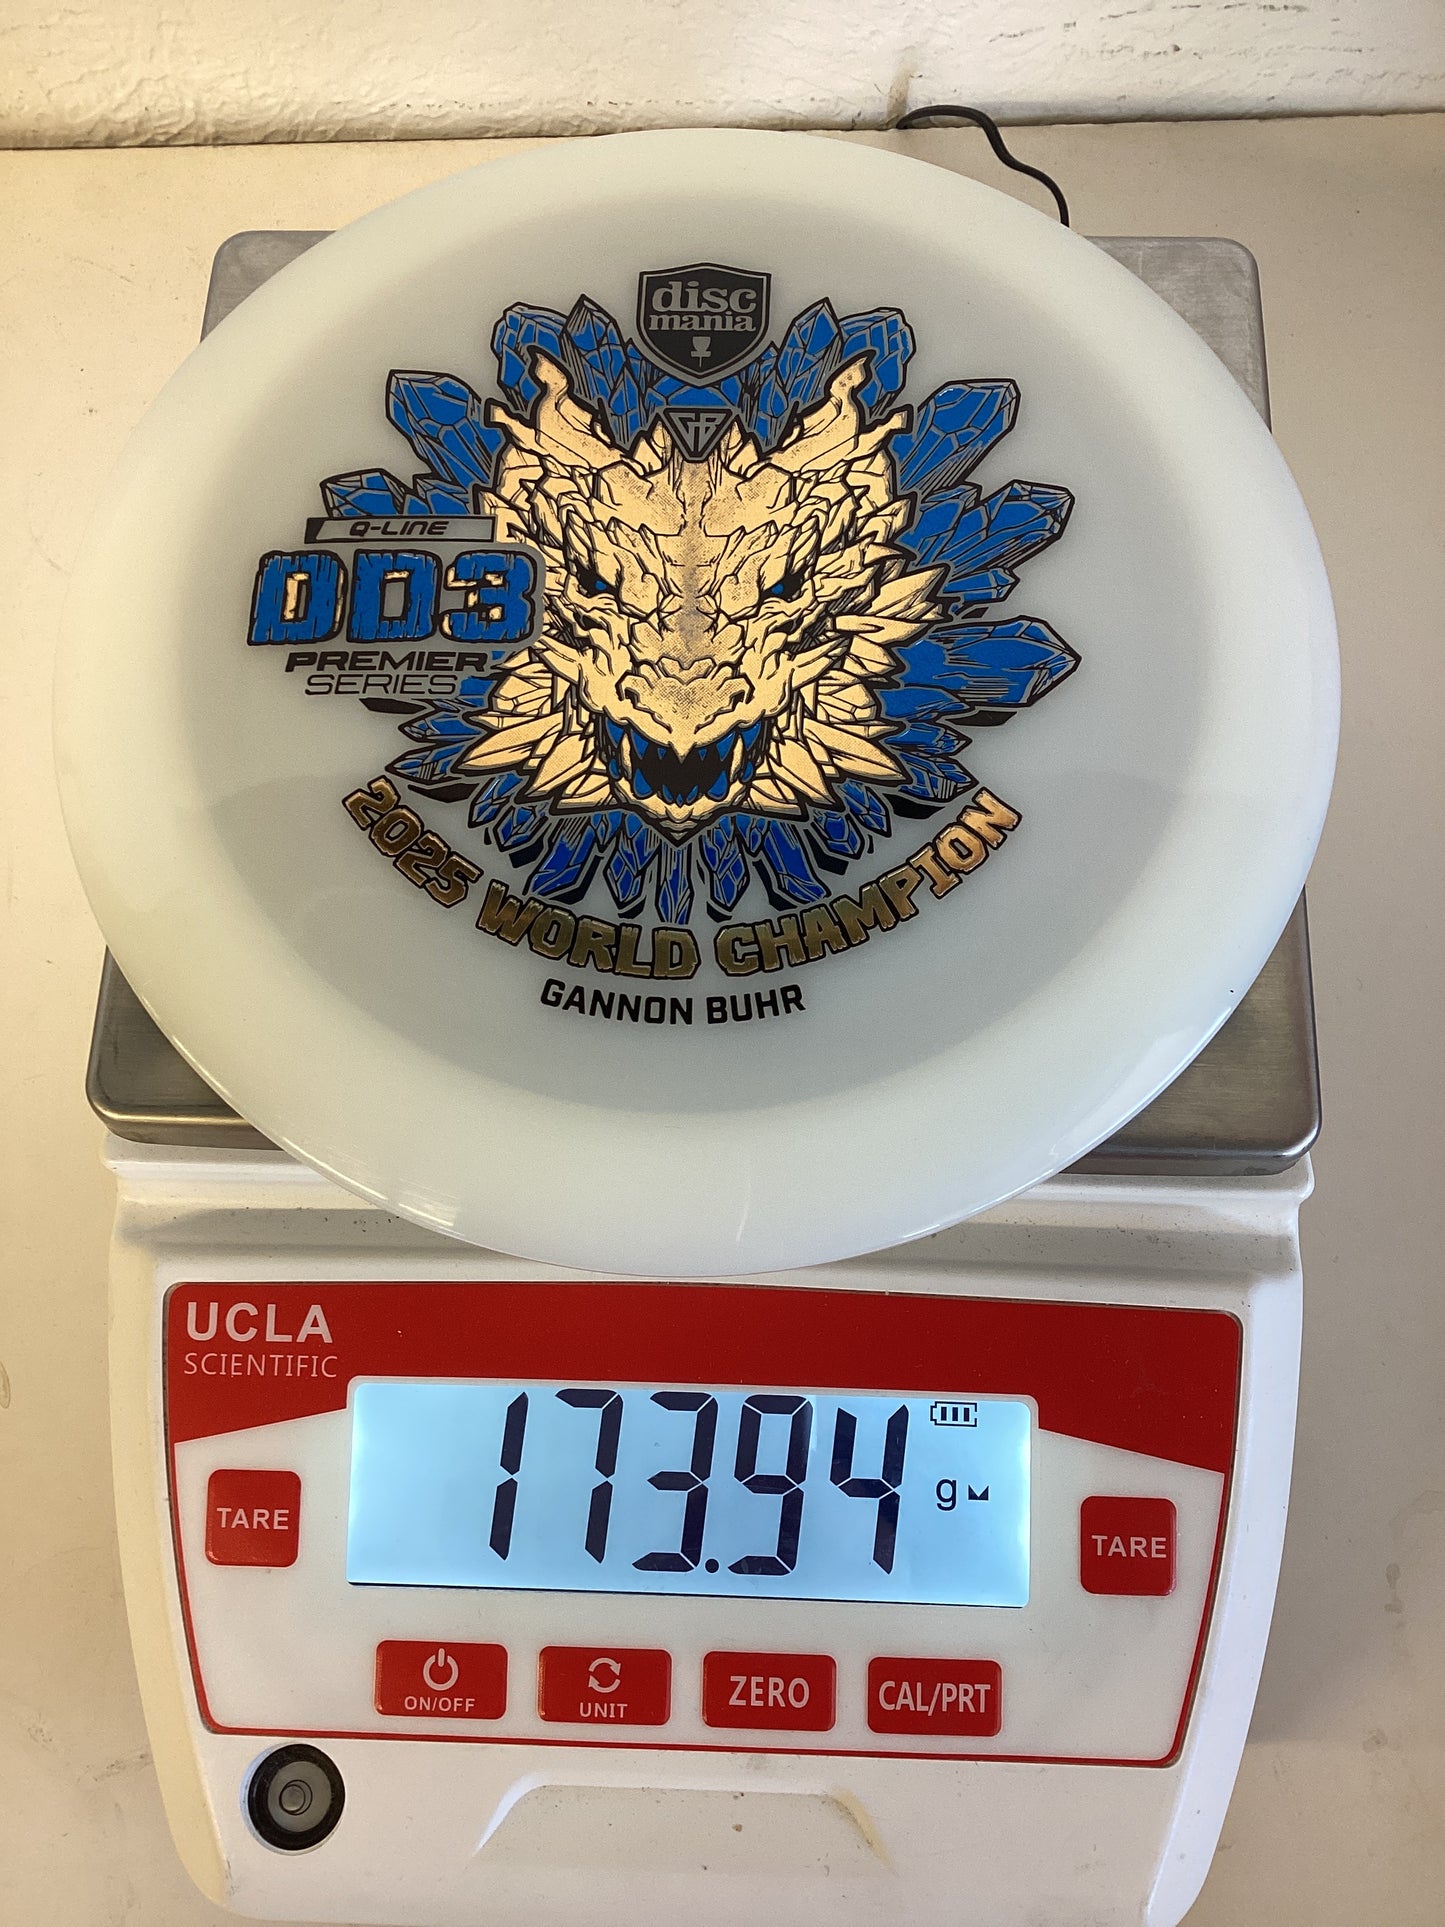 disc
mania
GB
Q-LINE
DD3
PREMIER
SERIES
2025 WORLD CHAMPION
GANNON BUHR
UCLA
SCIENTIFIC
173.94 g
TARE
TARE
ON/OFF
UNIT
ZERO
CAL/PRT